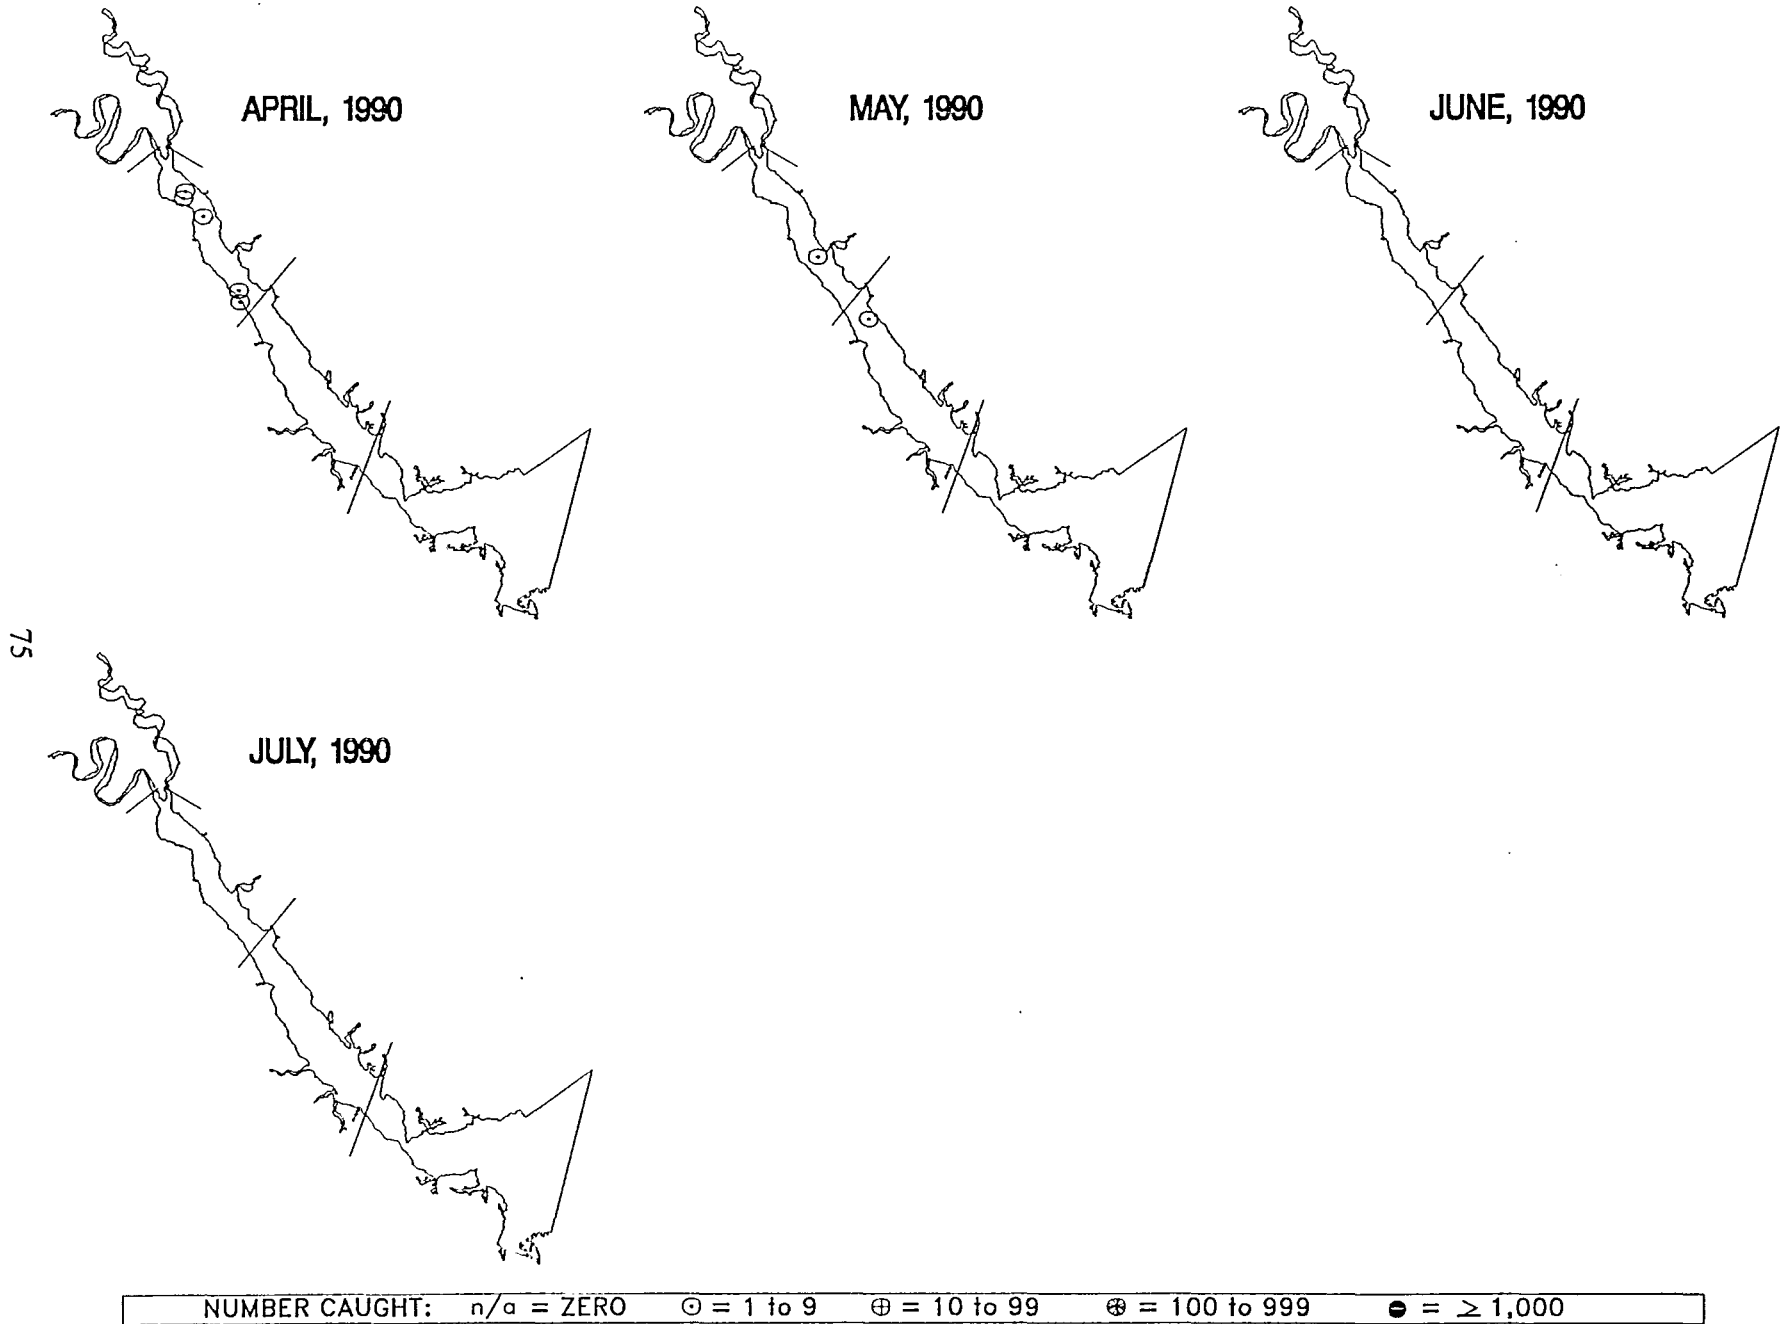 APRIL, 1990
MAY, 1990
JUNE, 1990
75
JULY, 1990
NUMBER CAUGHT: n/a = ZERO ⊙ = 1 to 9 ⊕ = 10 to 99 ⊛ = 100 to 999 ⊖ = ≥ 1,000